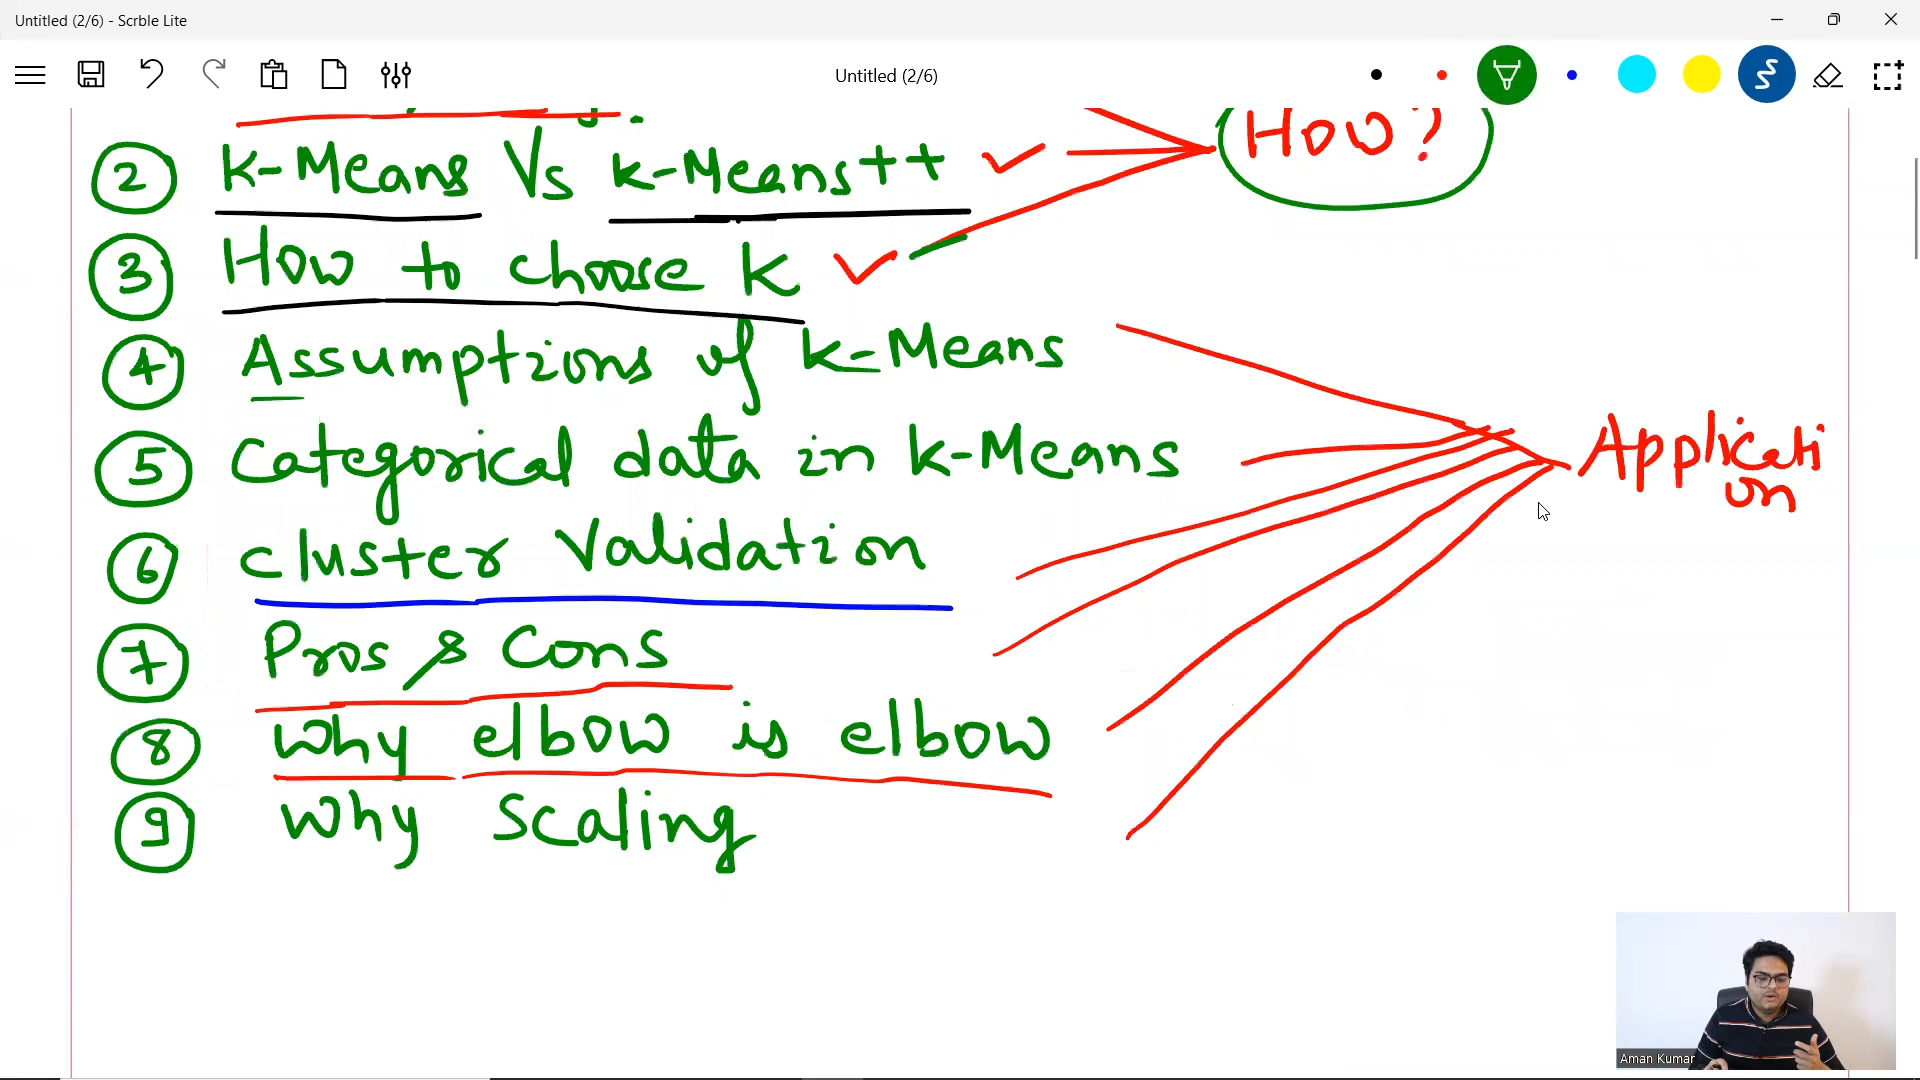 Untitled (2/6) - Scrble Lite
Untitled (2/6)
How?
2 K-Means Vs K-Means++
3 How to choose K
4 Assumptions of K-Means
5 Categorical data in K-Means
Applicati
on
6 Cluster Validation
7 Pros & Cons
8 Why elbow is elbow
9 Why Scaling
Aman Kumar